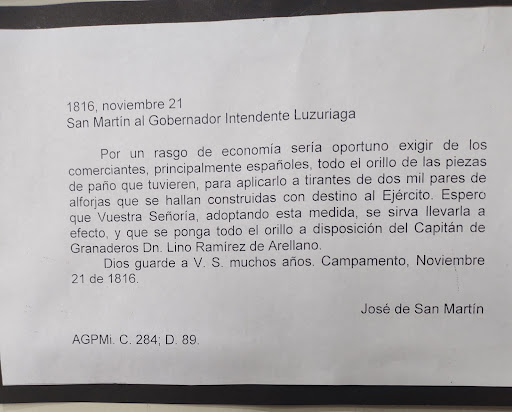 1816, noviembre 21
San Martín al Gobernador Intendente Luzuriaga
Por un rasgo de economía sería oportuno exigir de los
comerciantes, principalmente españoles, todo el orillo de las piezas
de paño que tuvieren, para aplicarlo a tirantes de dos mil pares de
alforjas que se hallan construidas con destino al Ejército. Espero
que Vuestra Señoría, adoptando esta medida, se sirva llevarla a
efecto, y que se ponga todo el orillo a disposición del Capitán de
Granaderos Dn. Lino Ramírez de Arellano.
Dios guarde a V. S. muchos años. Campamento, Noviembre
21 de 1816.
José de San Martín
AGPMi. C. 284; D. 89.